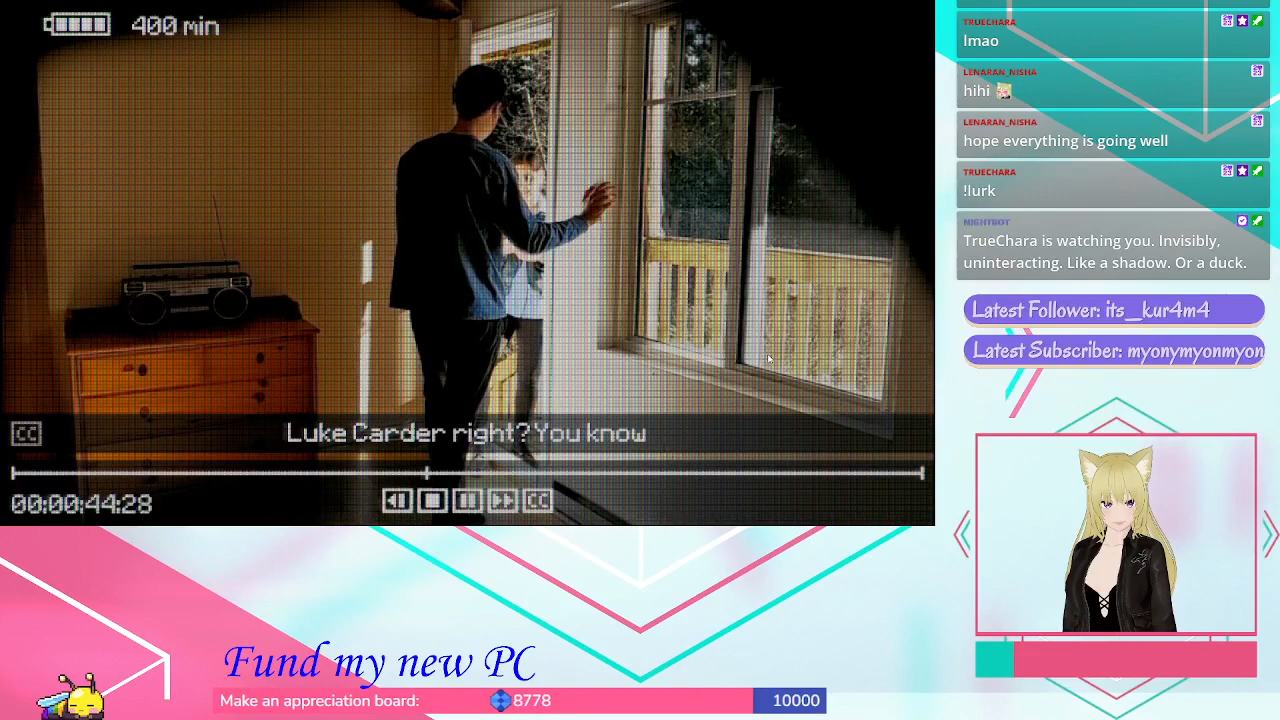 400 min
CC
Luke Carder right? You know
00:00:44:28
CC
TRUECHARA
lmao
LENARAN_NISHA
hihi
LENARAN_NISHA
hope everything is going well
TRUECHARA
!lurk
NIGHTBOT
TrueChara is watching you. Invisibly,
uninteracting. Like a shadow. Or a duck.
Latest Follower: its_kur4m4
Latest Subscriber: myonymyonmyon
Fund my new PC
Make an appreciation board:
8778
10000